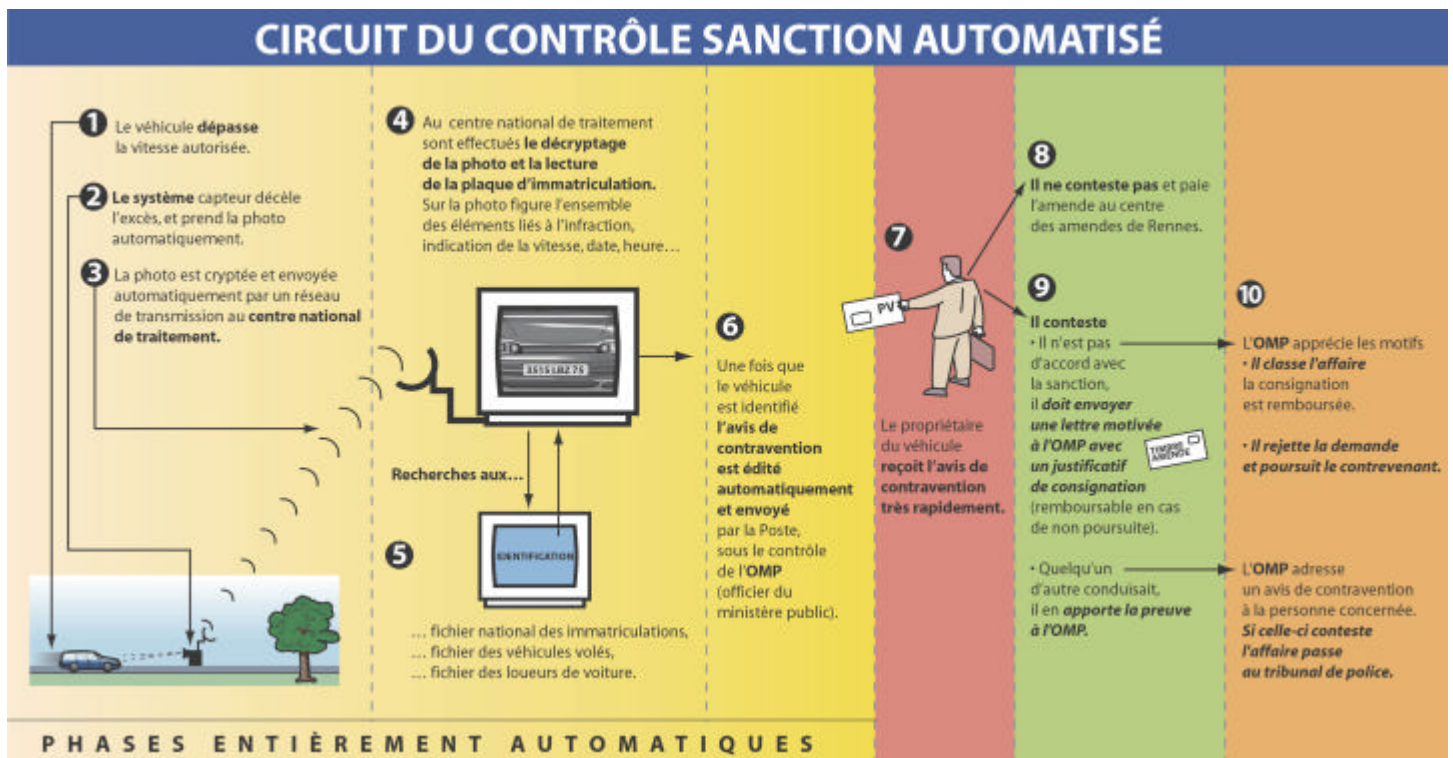 CIRCUIT DU CONTRÔLE SANCTION AUTOMATISÉ
1
Le véhicule dépasse
la vitesse autorisée.
2
Le système capteur décèle
l'excès, et prend la photo
automatiquement.
3
La photo est cryptée et envoyée
automatiquement par un réseau
de transmission au centre national
de traitement.
4
Au centre national de traitement
sont effectués le décryptage
de la photo et la lecture
de la plaque d'immatriculation.
Sur la photo figure l'ensemble
des éléments liés à l'infraction,
indication de la vitesse, date, heure…
3515 LBZ 75
Recherches aux…
5
IDENTIFICATION
… fichier national des immatriculations,
… fichier des véhicules volés,
… fichier des loueurs de voiture.
6
Une fois que
le véhicule
est identifié
l'avis de
contravention
est édité
automatiquement
et envoyé
par la Poste,
sous le contrôle
de l'OMP
(officier du
ministère public).
7
PV
Le propriétaire
du véhicule
reçoit l'avis de
contravention
très rapidement.
8
Il ne conteste pas et paie
l'amende au centre
des amendes de Rennes.
9
Il conteste
• Il n'est pas
d'accord avec
la sanction,
il doit envoyer
une lettre motivée
à l'OMP avec
un justificatif
de consignation
(remboursable en cas
de non poursuite).
TIMBRE
AMENDE
• Quelqu'un
d'autre conduisait,
il en apporte la preuve
à l'OMP.
10
L'OMP apprécie les motifs
• Il classe l'affaire
la consignation
est remboursée.
• Il rejette la demande
et poursuit le contrevenant.
L'OMP adresse
un avis de contravention
à la personne concernée.
Si celle-ci conteste
l'affaire passe
au tribunal de police.
PHASES ENTIÈREMENT AUTOMATIQUES